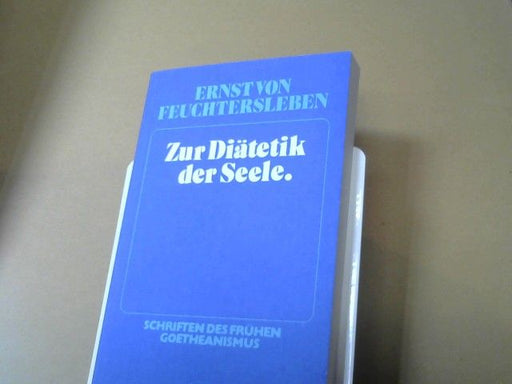 ERNST VON
FEUCHTERSLEBEN
Zur Diätetik
der Seele.
SCHRIFTEN DES FRÜHEN
GOETHEANISMUS